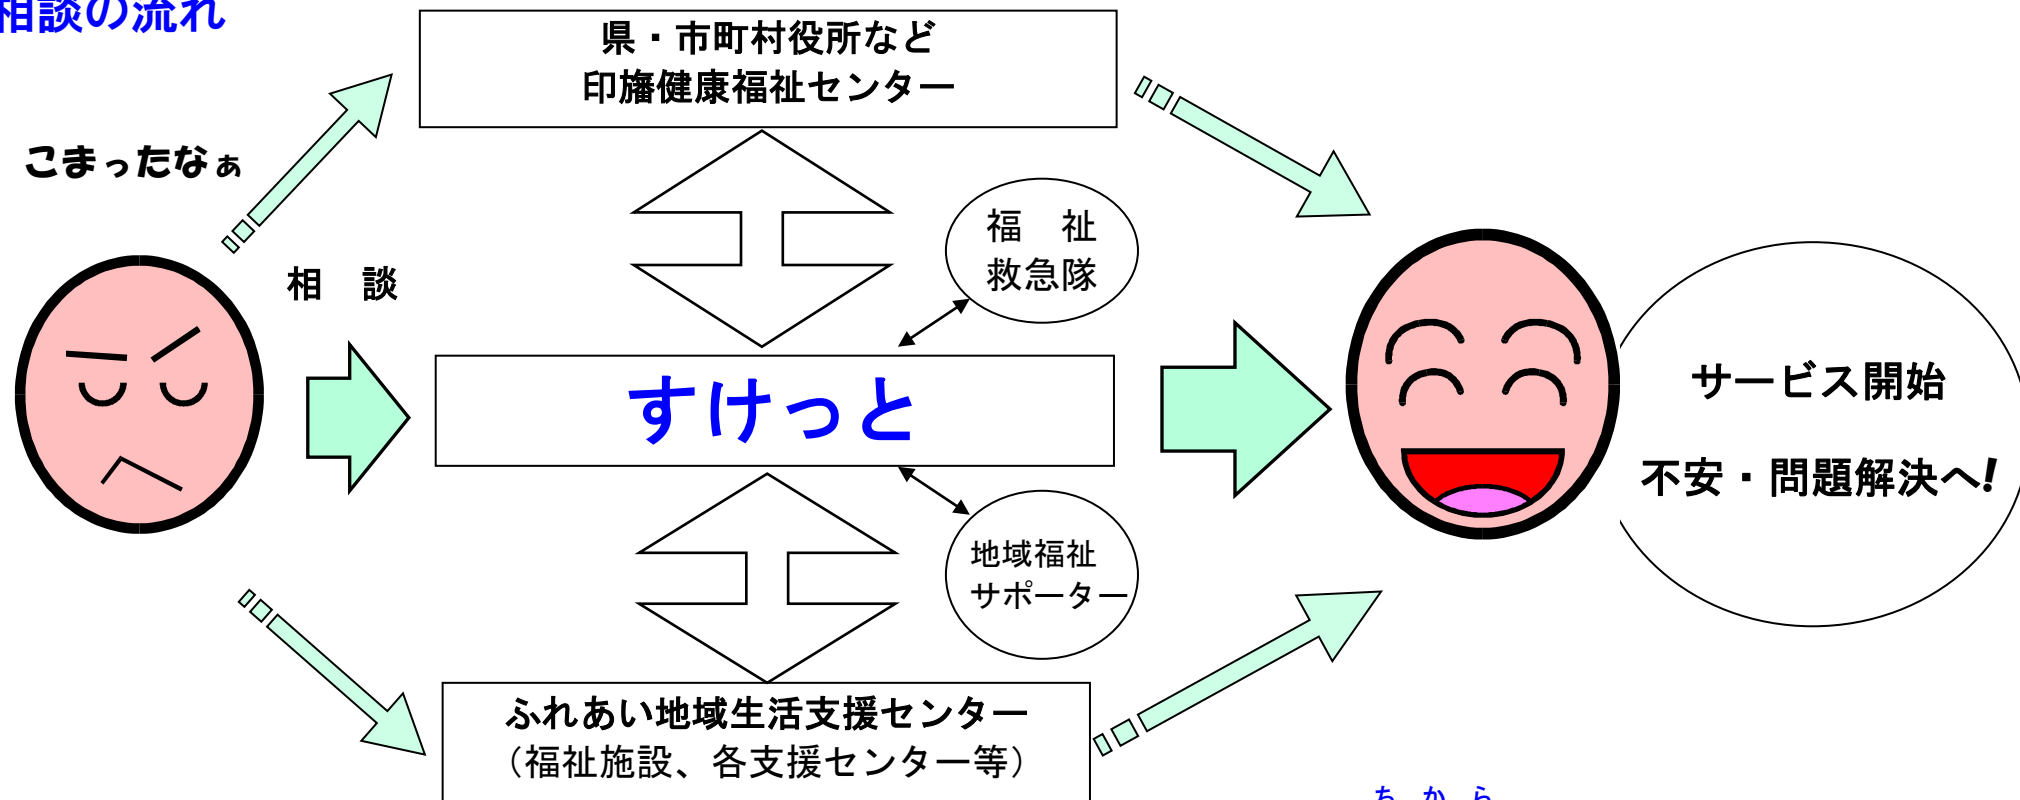 相談の流れ
県・市町村役所など
印旛健康福祉センター
こまったなぁ
福　祉
救急隊
相　談
すけっと
サービス開始
不安・問題解決へ!
地域福祉
サポーター
ふれあい地域生活支援センター
（福祉施設、各支援センター等）
ち か ら